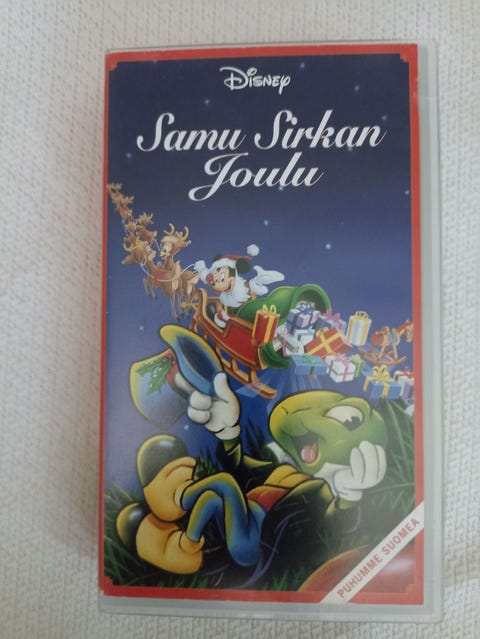 Disney
Samu Sirkan
Joulu
PUHUMME SUOMEA